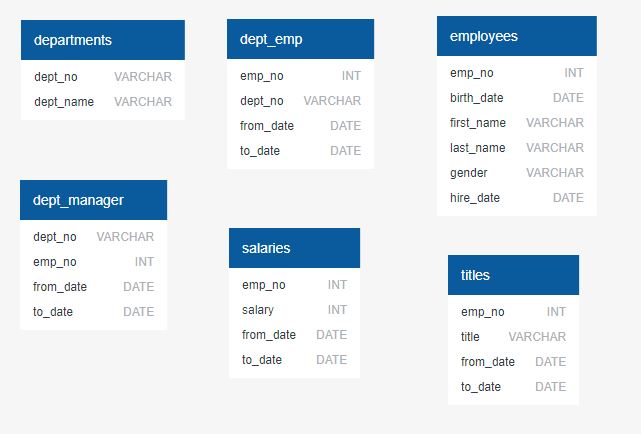 departments
dept_no VARCHAR
dept_name VARCHAR
dept_emp
emp_no INT
dept_no VARCHAR
from_date DATE
to_date DATE
employees
emp_no INT
birth_date DATE
first_name VARCHAR
last_name VARCHAR
gender VARCHAR
hire_date DATE
dept_manager
dept_no VARCHAR
emp_no INT
from_date DATE
to_date DATE
salaries
emp_no INT
salary INT
from_date DATE
to_date DATE
titles
emp_no INT
title VARCHAR
from_date DATE
to_date DATE